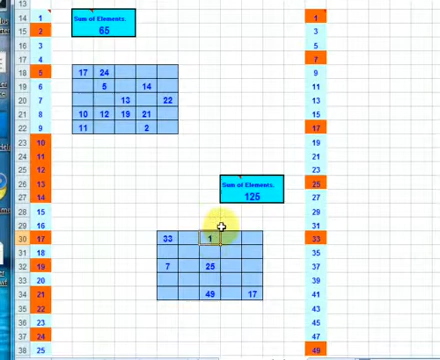 13
14 1 Sum of Elements. 1
15 2 65 3
16 3 5
17 4 7
18 5 17 24 9
19 6 5 14 11
20 7 13 22 13
21 8 10 12 19 21 15
22 9 11 2 17
23 10 19
24 11 21
25 12 23
26 13 Sum of Elements. 25
27 14 125 27
28 15 29
29 16 31
30 17 33 1 33
31 18 35
32 19 7 25 37
33 20 39
34 21 49 17 41
35 22 43
36 23 45
37 24 47
38 25 49